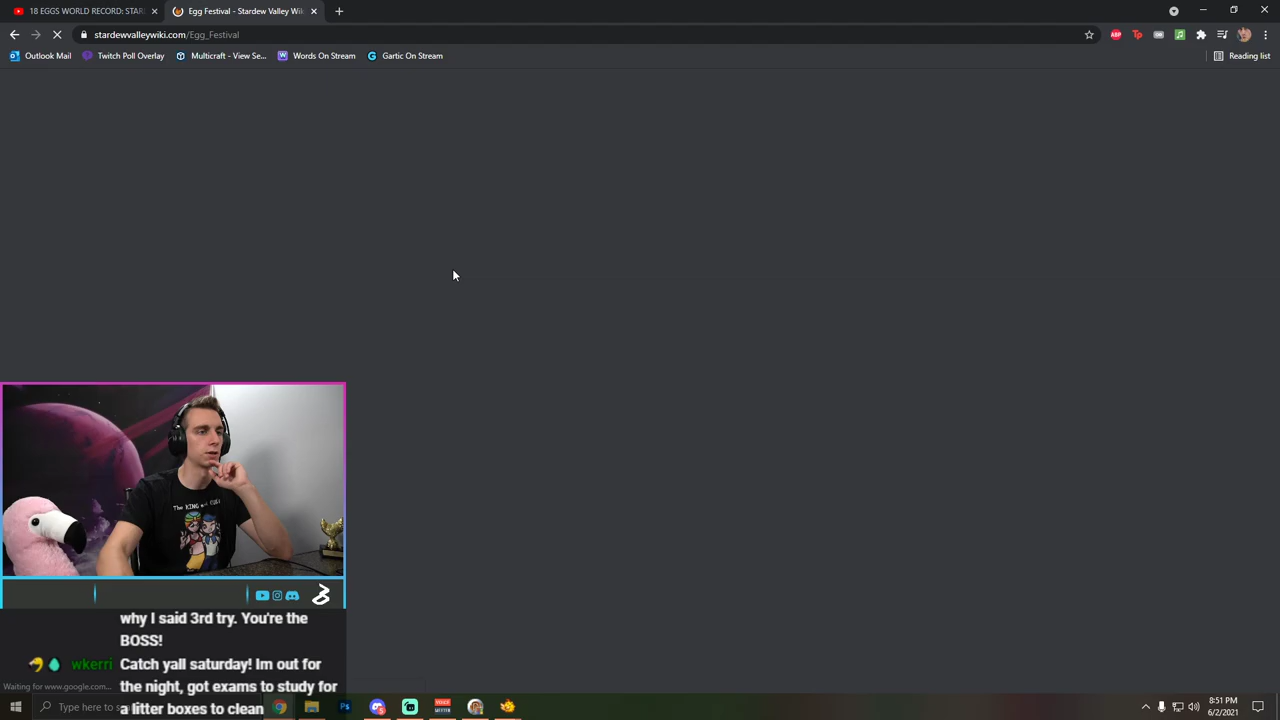 18 EGGS WORLD RECORD: STAR
Egg Festival - Stardew Valley Wik
stardewvalleywiki.com/Egg_Festival
ABP
Tp
Outlook Mail
Twitch Poll Overlay
Multicraft - View Se...
Words On Stream
Gartic On Stream
Reading list
why I said 3rd try. You're the
BOSS!
wkerri Catch yall saturday! Im out for
the night, got exams to study for
a litter boxes to clean
Waiting for www.google.com...
Type here to s
8:51 PM
6/2/2021